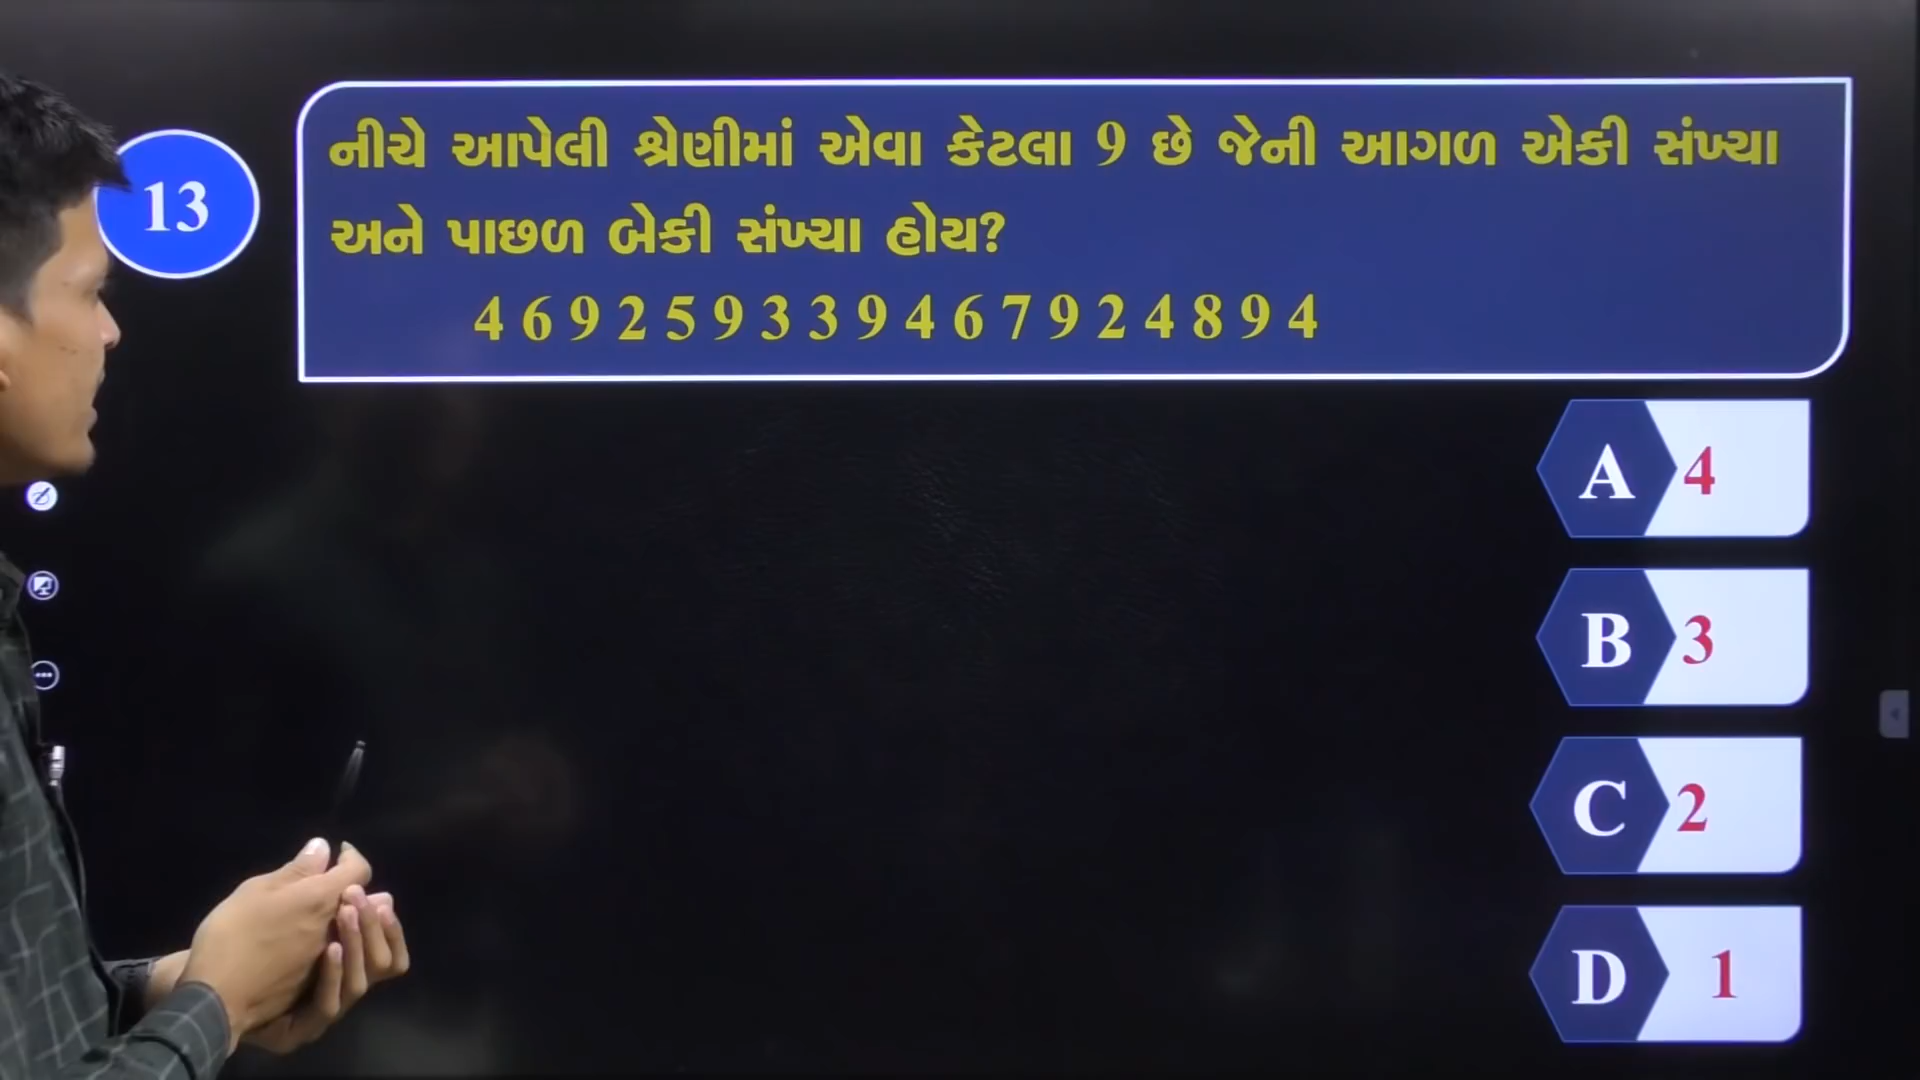 13
નીચે આપેલી શ્રેણીમાં એવા કેટલા 9 છે જેની આગળ એકી સંખ્યા
અને પાછળ બેકી સંખ્યા હોય?
4 6 9 2 5 9 3 3 9 4 6 7 9 2 4 8 9 4
A 4
B 3
C 2
D 1